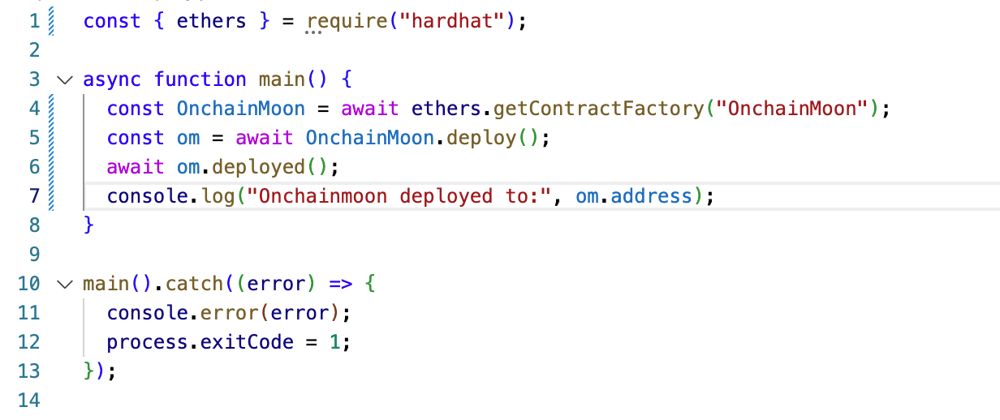 1 const { ethers } = require("hardhat");
2
3 async function main() {
4 const OnchainMoon = await ethers.getContractFactory("OnchainMoon");
5 const om = await OnchainMoon.deploy();
6 await om.deployed();
7 console.log("Onchainmoon deployed to:", om.address);
8 }
9
10 main().catch((error) => {
11 console.error(error);
12 process.exitCode = 1;
13 });
14